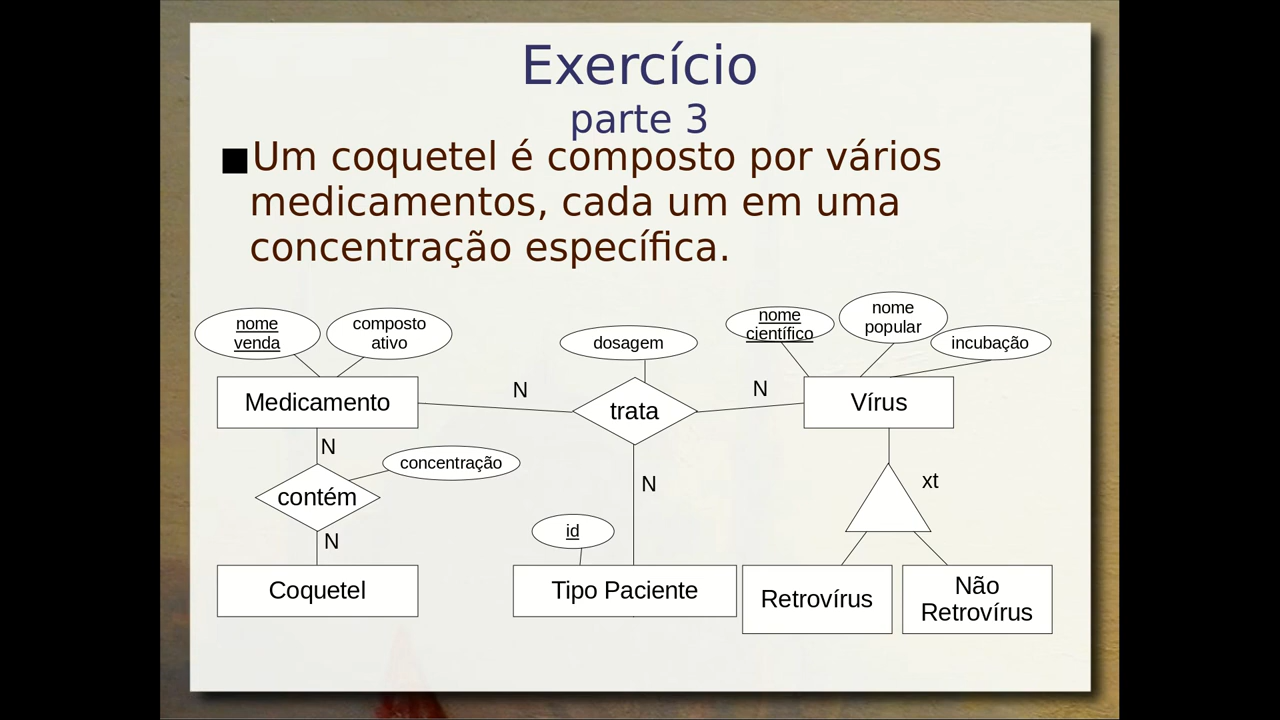 Exercício
parte 3
■Um coquetel é composto por vários
medicamentos, cada um em uma
concentração específica.
nome
venda
composto
ativo
dosagem
nome
científico
nome
popular
incubação
Medicamento
N
trata
N
Vírus
N
concentração
contém
N
xt
N
id
Coquetel
Tipo Paciente
Retrovírus
Não
Retrovírus